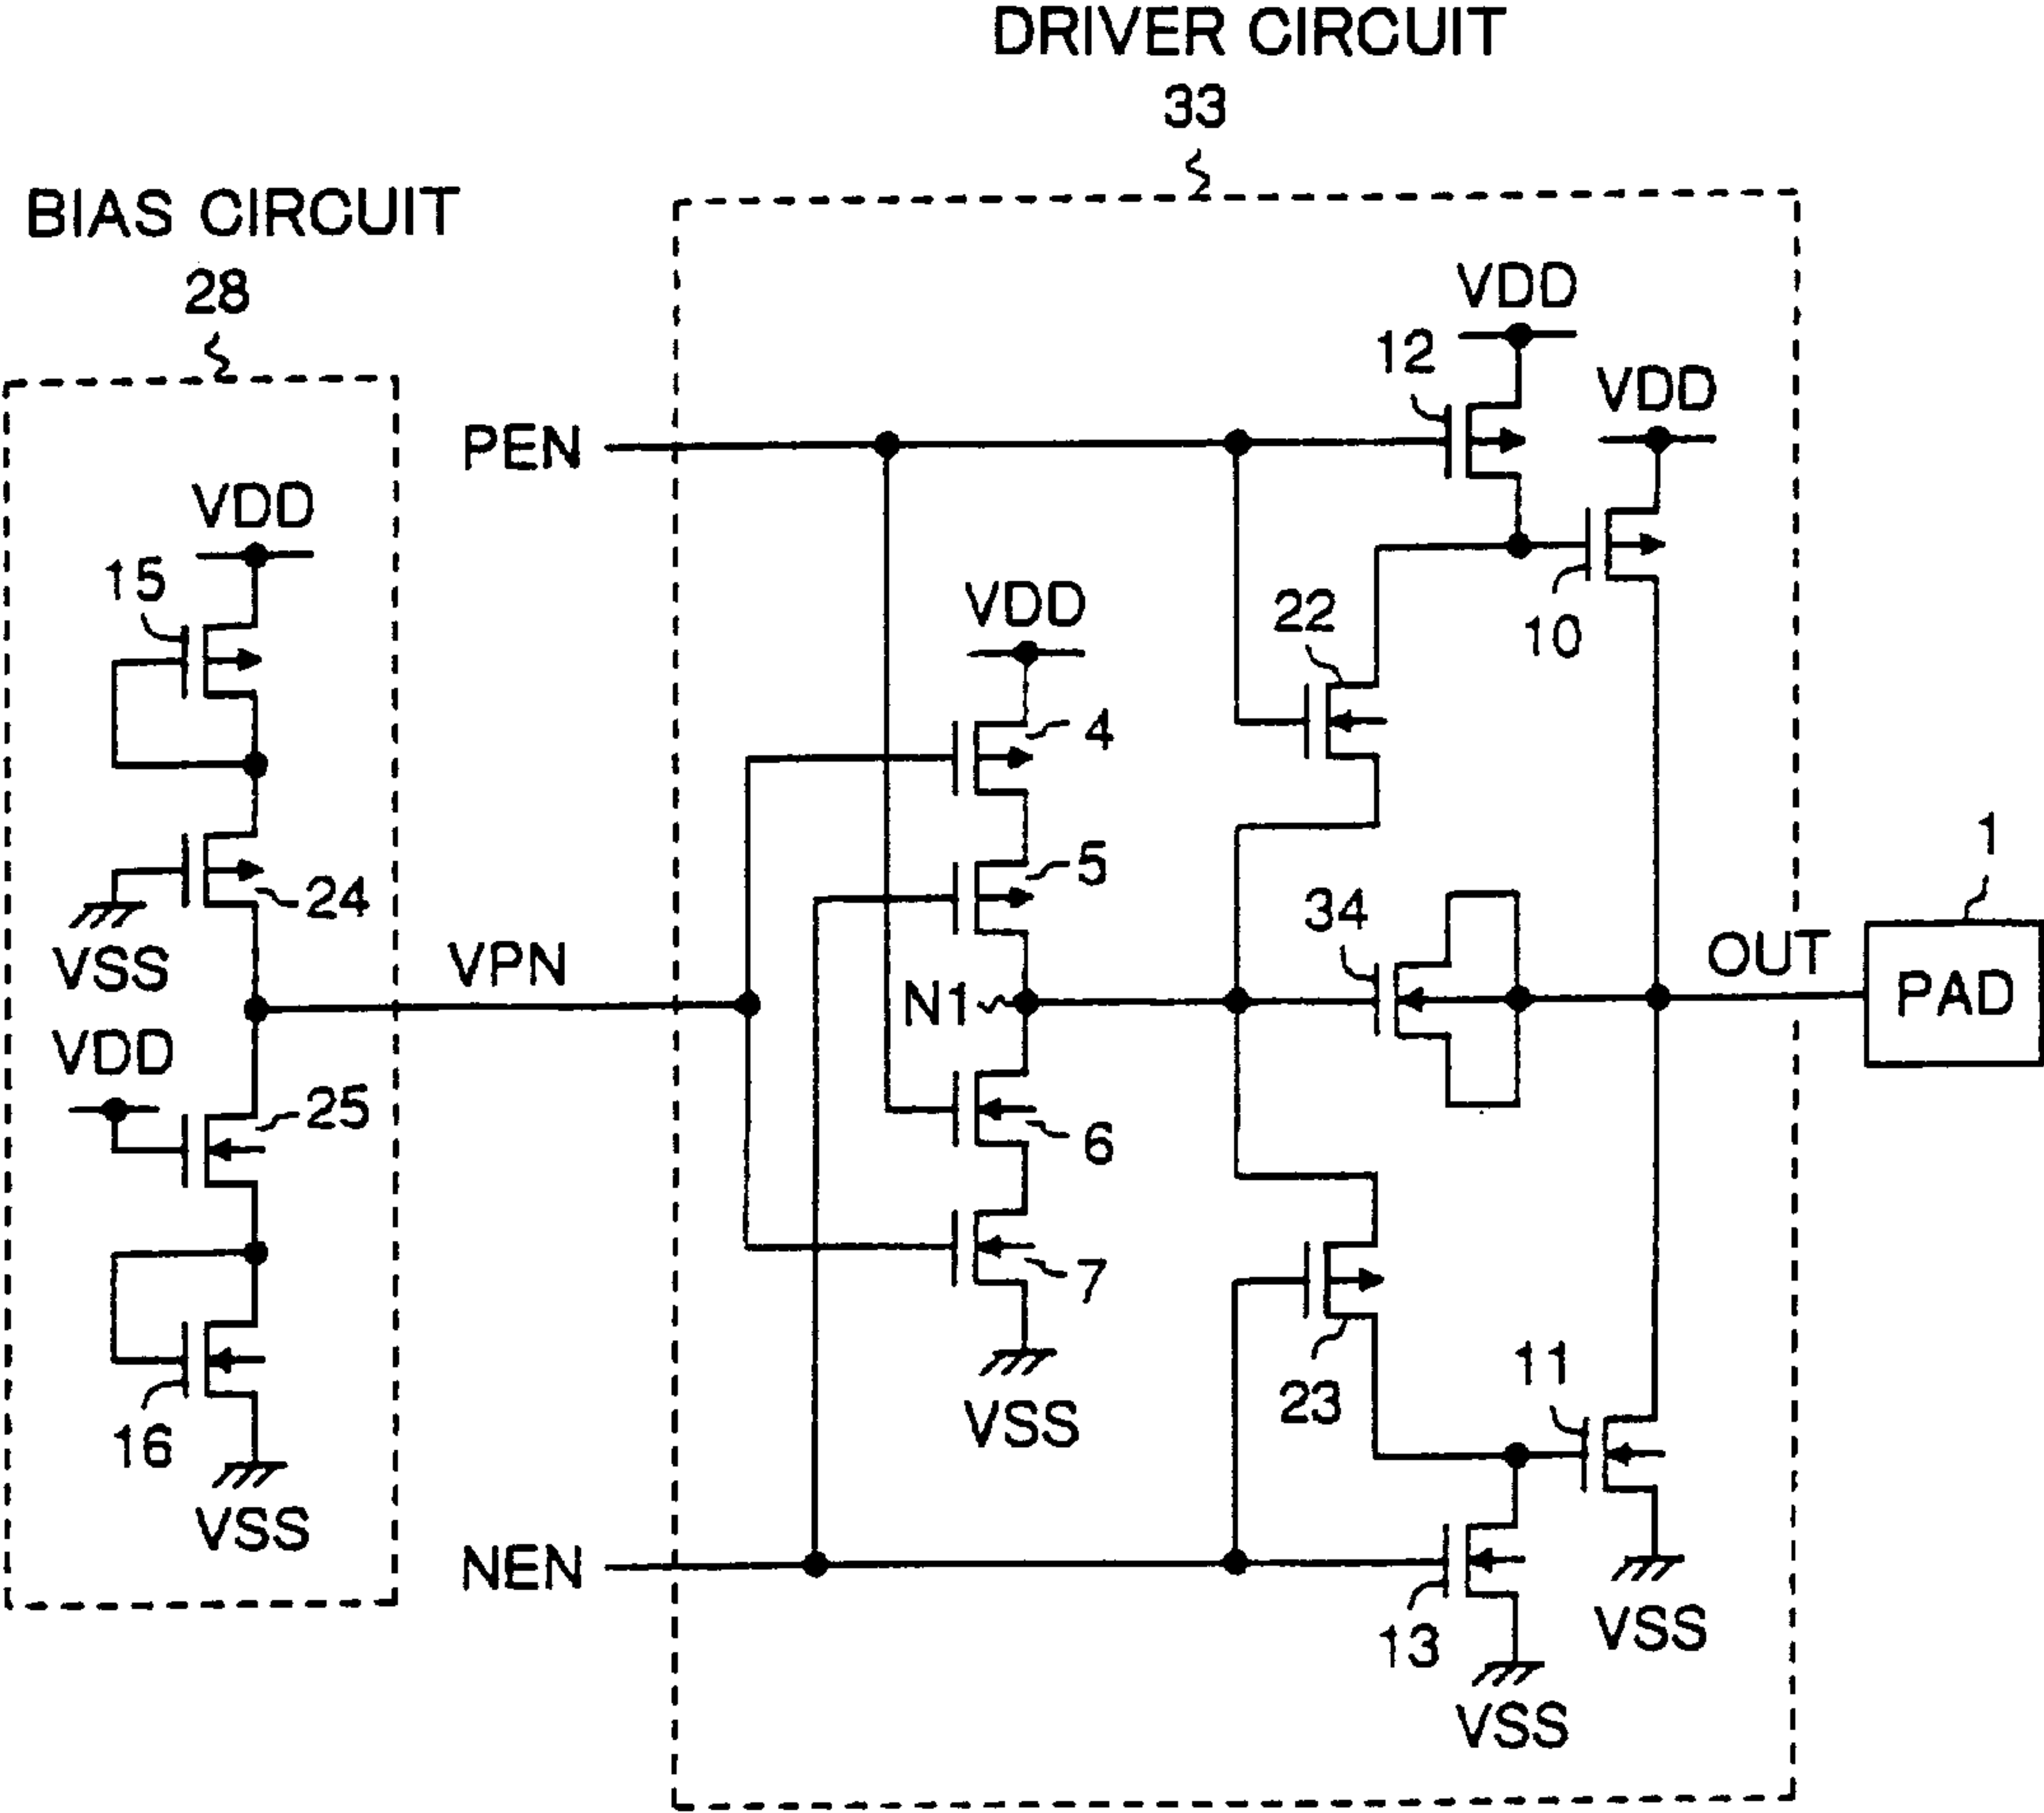 DRIVER CIRCUIT
33
BIAS CIRCUIT
28
VDD
12
VDD
PEN
VDD
15
10
22
VDD
4
5
1
24
34
VSS
VPN
OUT
PAD
N1
VDD
25
6
7
11
23
16
VSS
VSS
NEN
13
VSS
VSS